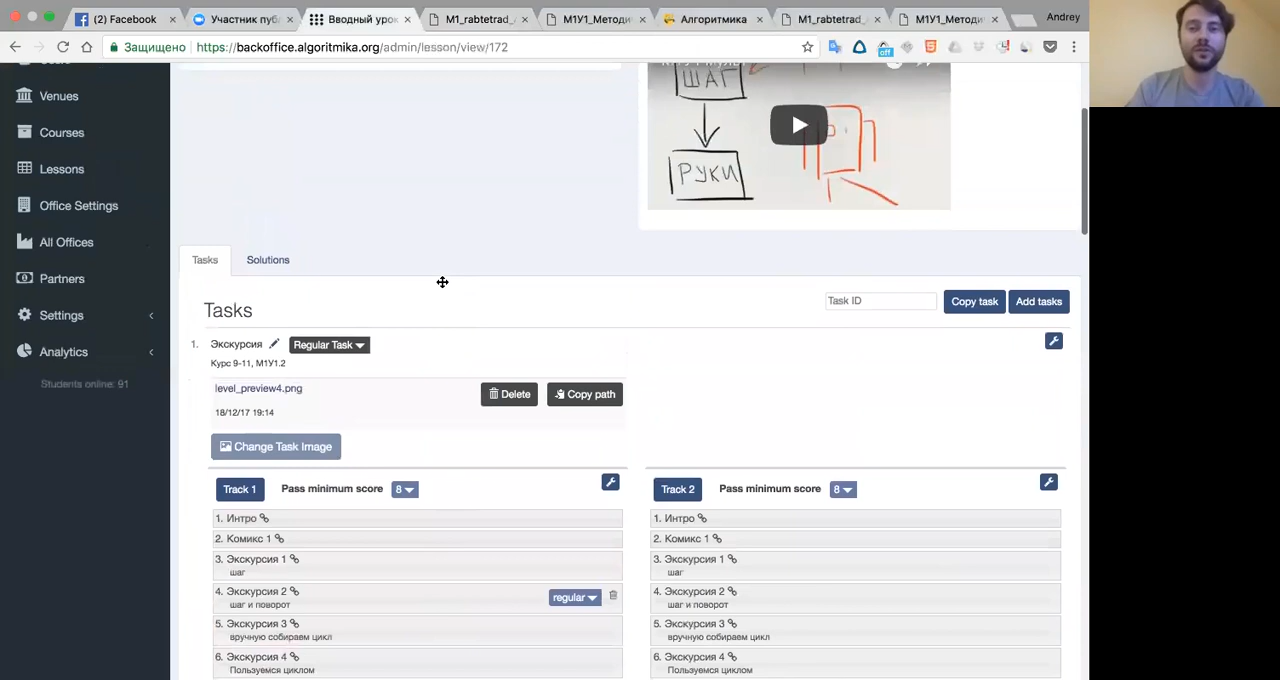 (2) Facebook
Участник пуб
Вводный урок
M1_rabtetrad_
М1У1_Методи
Алгоритмика
M1_rabtetrad_
М1У1_Методи
Andrey
Защищено
https://backoffice.algoritmika.org/admin/lesson/view/172
off
Venues
Courses
Lessons
Office Settings
All Offices
Partners
Settings
Analytics
Students online: 91
ШАГ
РУКИ
Tasks
Solutions
Tasks
Task ID
Copy task
Add tasks
1.
Экскурсия
Regular Task
Курс 9-11, М1У1.2
level_preview4.png
Delete
Copy path
18/12/17 19:14
Change Task Image
Track 1
Pass minimum score
8
1. Интро
2. Комикс 1
3. Экскурсия 1
шаг
4. Экскурсия 2
шаг и поворот
regular
5. Экскурсия 3
вручную собираем цикл
6. Экскурсия 4
Пользуемся циклом
Track 2
Pass minimum score
8
1. Интро
2. Комикс 1
3. Экскурсия 1
шаг
4. Экскурсия 2
шаг и поворот
5. Экскурсия 3
вручную собираем цикл
6. Экскурсия 4
Пользуемся циклом